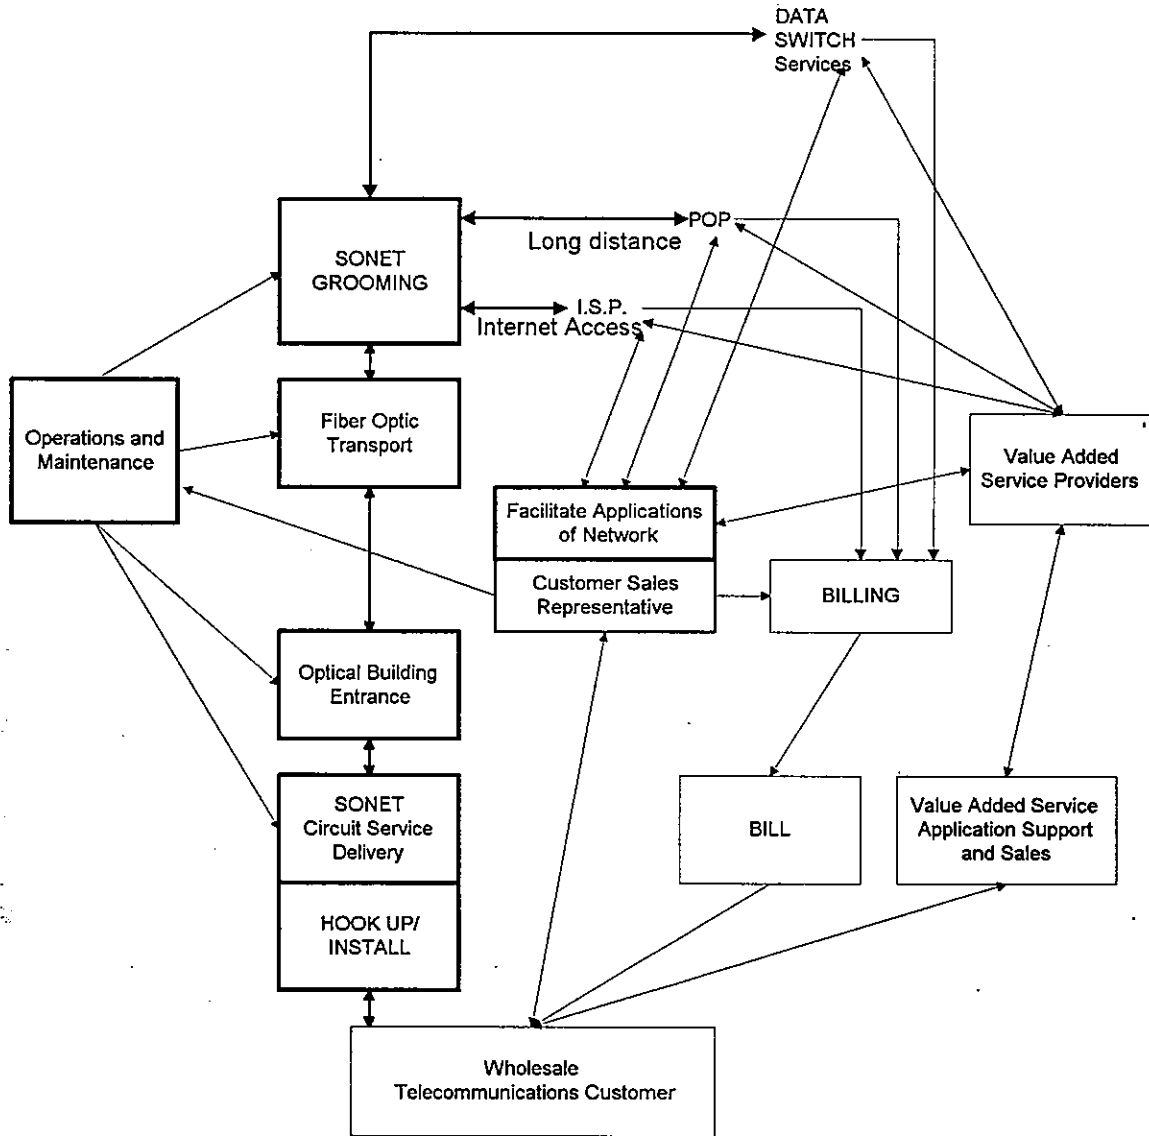 DATA
SWITCH
Services
SONET
GROOMING
POP
Long distance
I.S.P.
Internet Access
Operations and
Maintenance
Fiber Optic
Transport
Value Added
Service Providers
Facilitate Applications
of Network
Customer Sales
Representative
BILLING
Optical Building
Entrance
SONET
Circuit Service
Delivery
BILL
Value Added Service
Application Support
and Sales
HOOK UP/
INSTALL
Wholesale
Telecommunications Customer